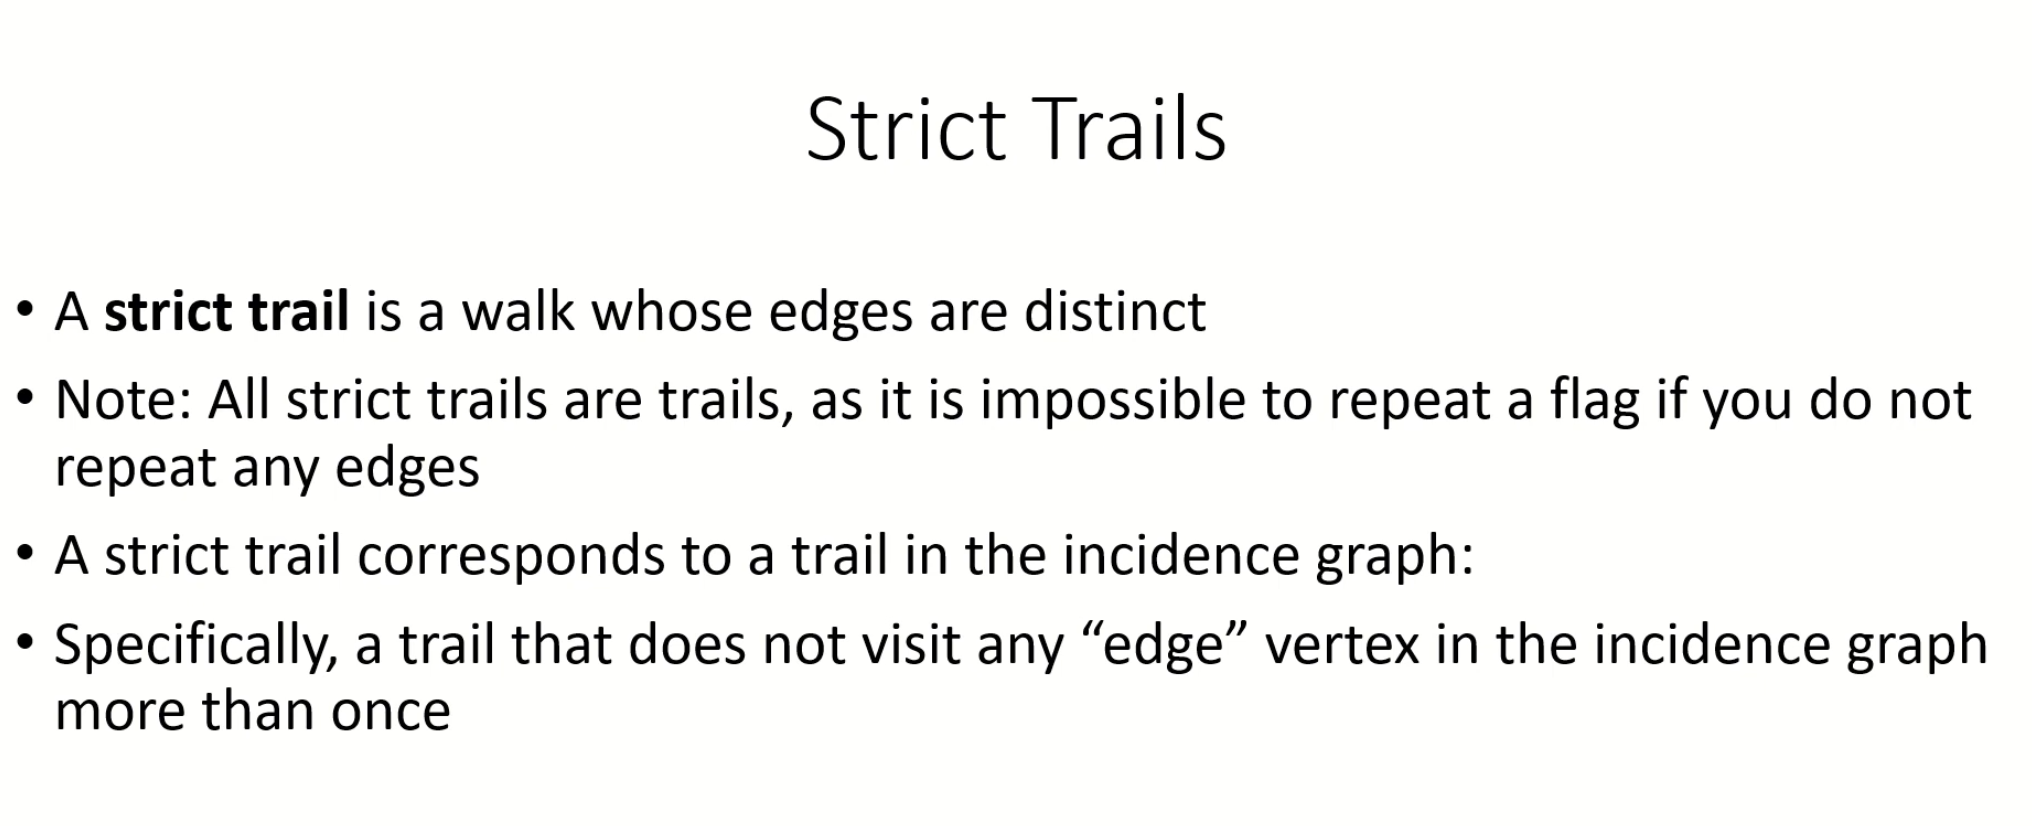 Strict Trails
• A strict trail is a walk whose edges are distinct
• Note: All strict trails are trails, as it is impossible to repeat a flag if you do not
repeat any edges
• A strict trail corresponds to a trail in the incidence graph:
• Specifically, a trail that does not visit any “edge” vertex in the incidence graph
more than once